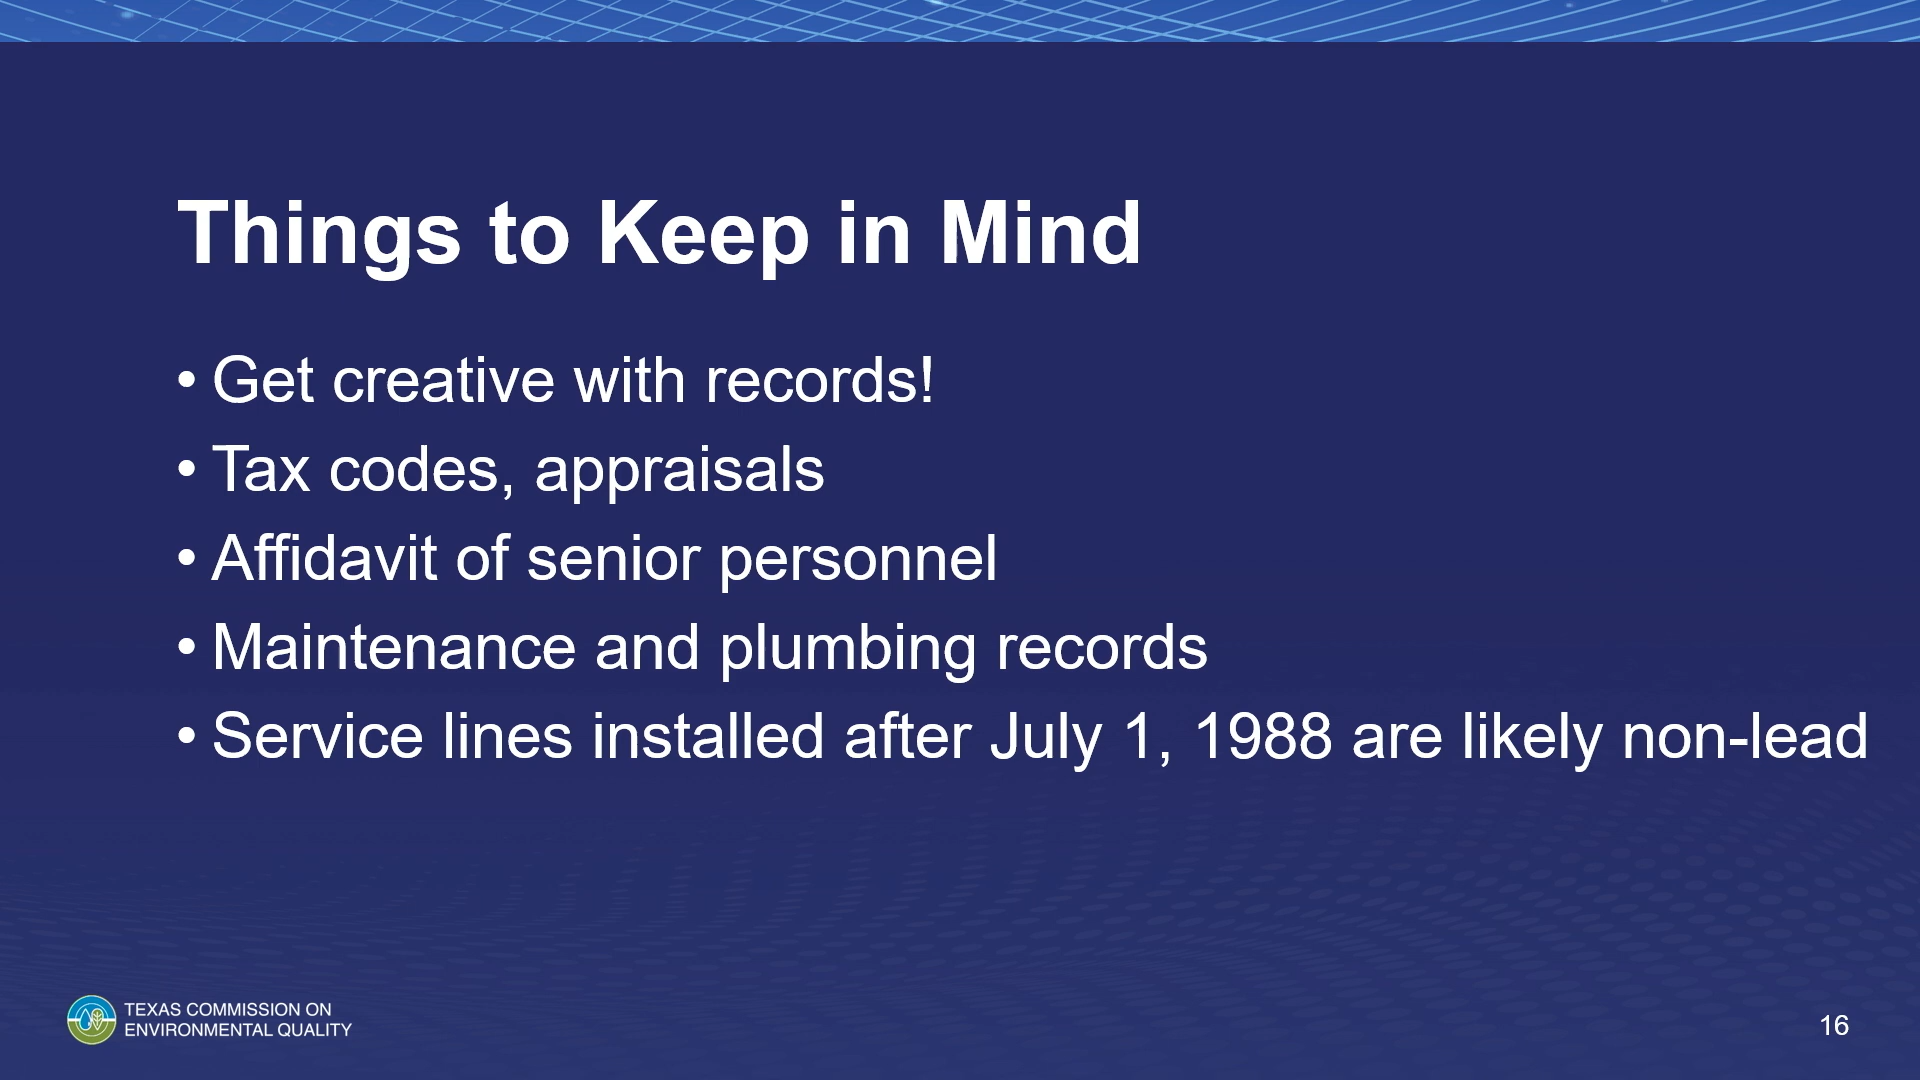 Things to Keep in Mind
• Get creative with records!
• Tax codes, appraisals
• Affidavit of senior personnel
• Maintenance and plumbing records
• Service lines installed after July 1, 1988 are likely non-lead
TEXAS COMMISSION ON
ENVIRONMENTAL QUALITY
16